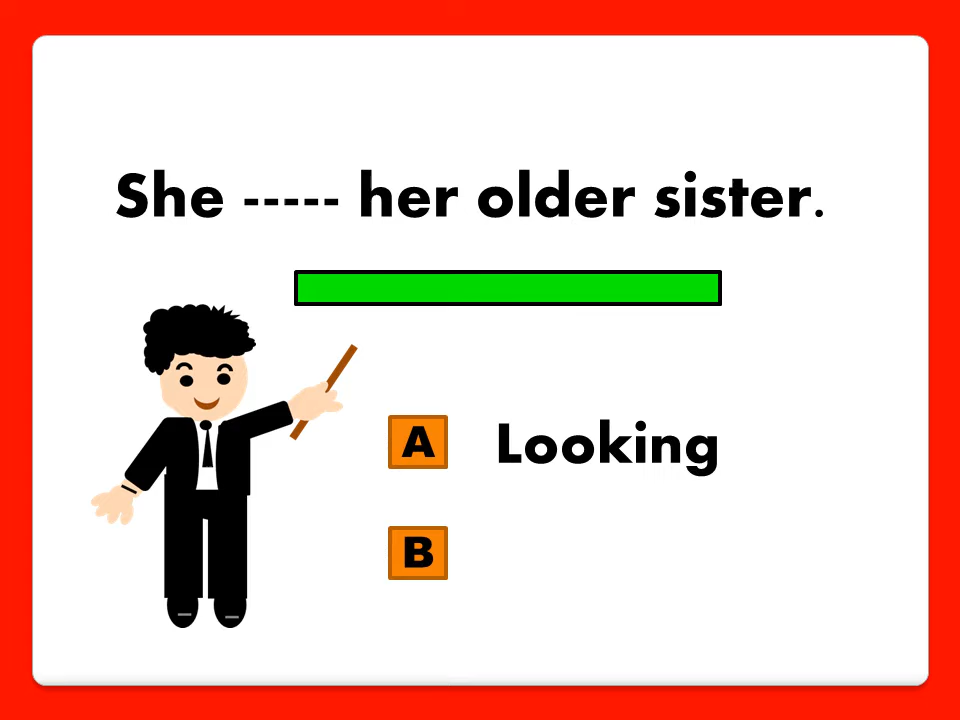 She ----- her older sister.
A Looking
B